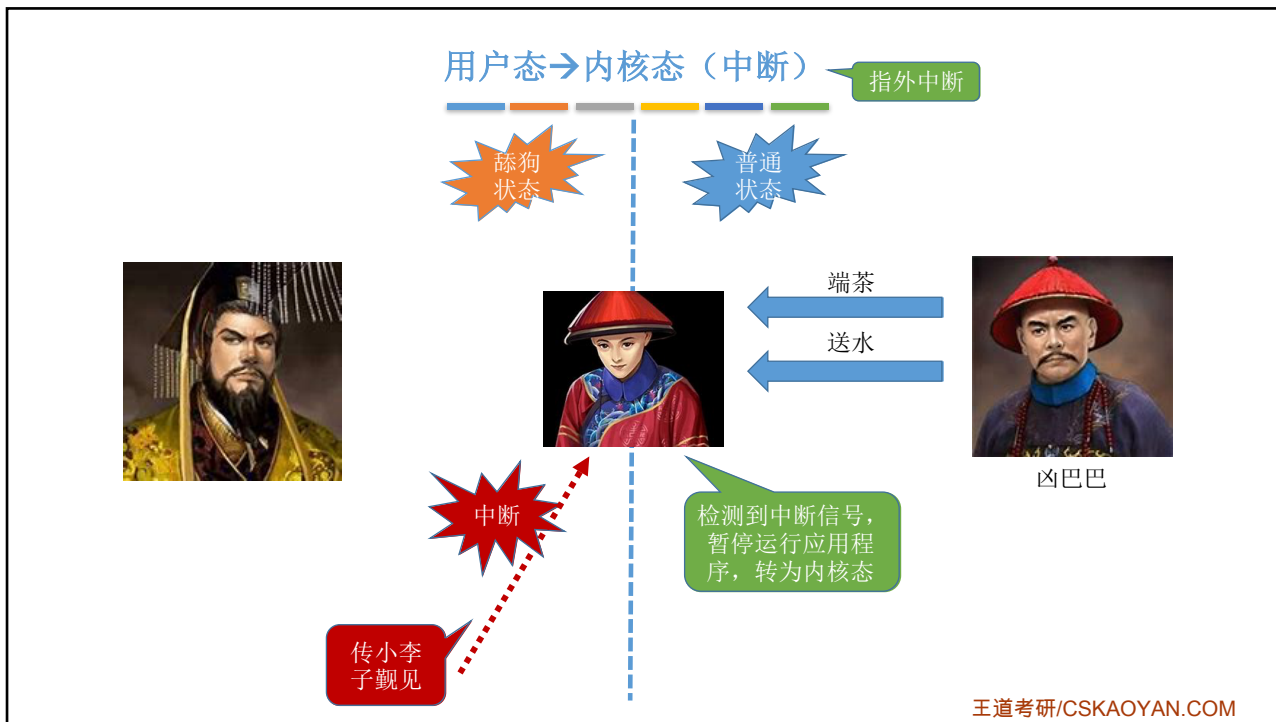 用户态→内核态（中断）
指外中断
舔狗
状态
普通
状态
端茶
送水
凶巴巴
中断
检测到中断信号，
暂停运行应用程
序，转为内核态
传小李
子觐见
王道考研/CSKAOYAN.COM